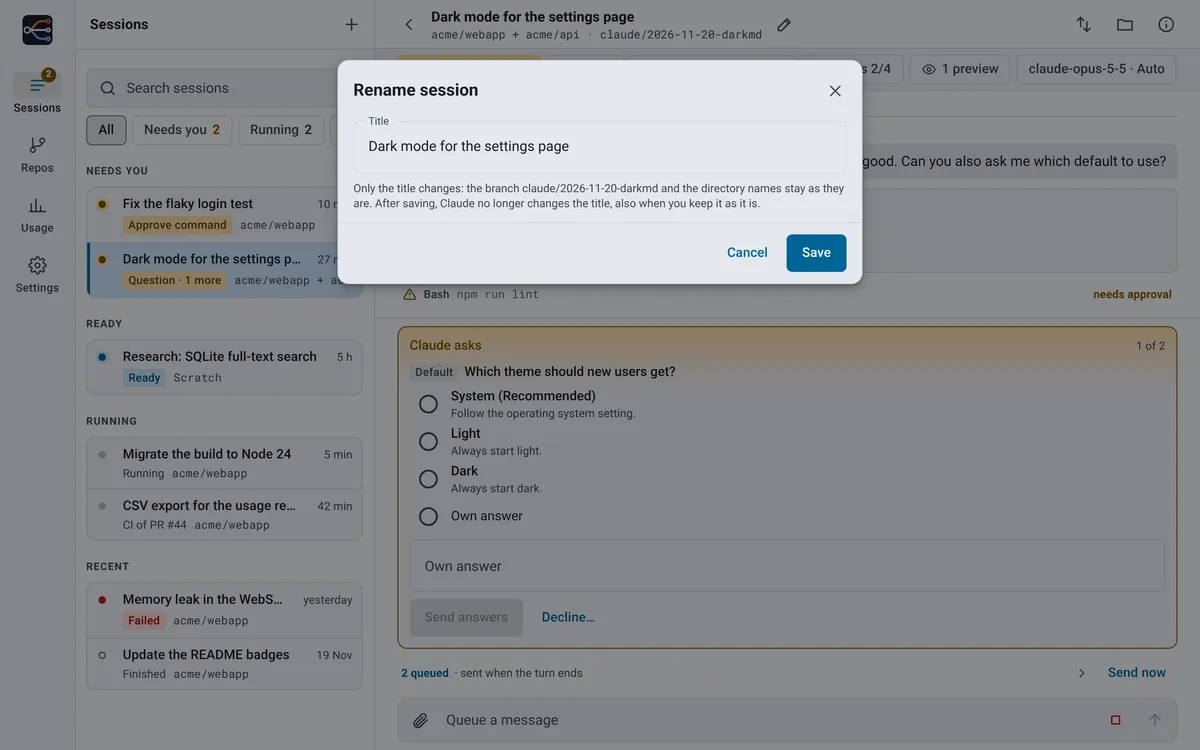 2
Sessions
Repos
Usage
Settings
Sessions
Search sessions
All
Needs you 2
Running 2
NEEDS YOU
Fix the flaky login test
Approve command acme/webapp
Dark mode for the settings p…
Question · 1 more acme/webapp +
READY
Research: SQLite full-text search 5 h
Ready Scratch
RUNNING
Migrate the build to Node 24 5 min
Running acme/webapp
CSV export for the usage re… 42 min
CI of PR #44 acme/webapp
RECENT
Memory leak in the WebS… yesterday
Failed acme/webapp
Update the README badges 19 Nov
Finished acme/webapp
Dark mode for the settings page
acme/webapp + acme/api · claude/2026-11-20-darkmd
2/4
1 preview
claude-opus-5-5 · Auto
Rename session
Title
Dark mode for the settings page
Only the title changes: the branch claude/2026-11-20-darkmd and the directory names stay as they
are. After saving, Claude no longer changes the title, also when you keep it as it is.
Cancel
Save
good. Can you also ask me which default to use?
Bash npm run lint
needs approval
Claude asks
1 of 2
Default Which theme should new users get?
System (Recommended)
Follow the operating system setting.
Light
Always start light.
Dark
Always start dark.
Own answer
Own answer
Send answers
Decline…
2 queued · sent when the turn ends
Send now
Queue a message